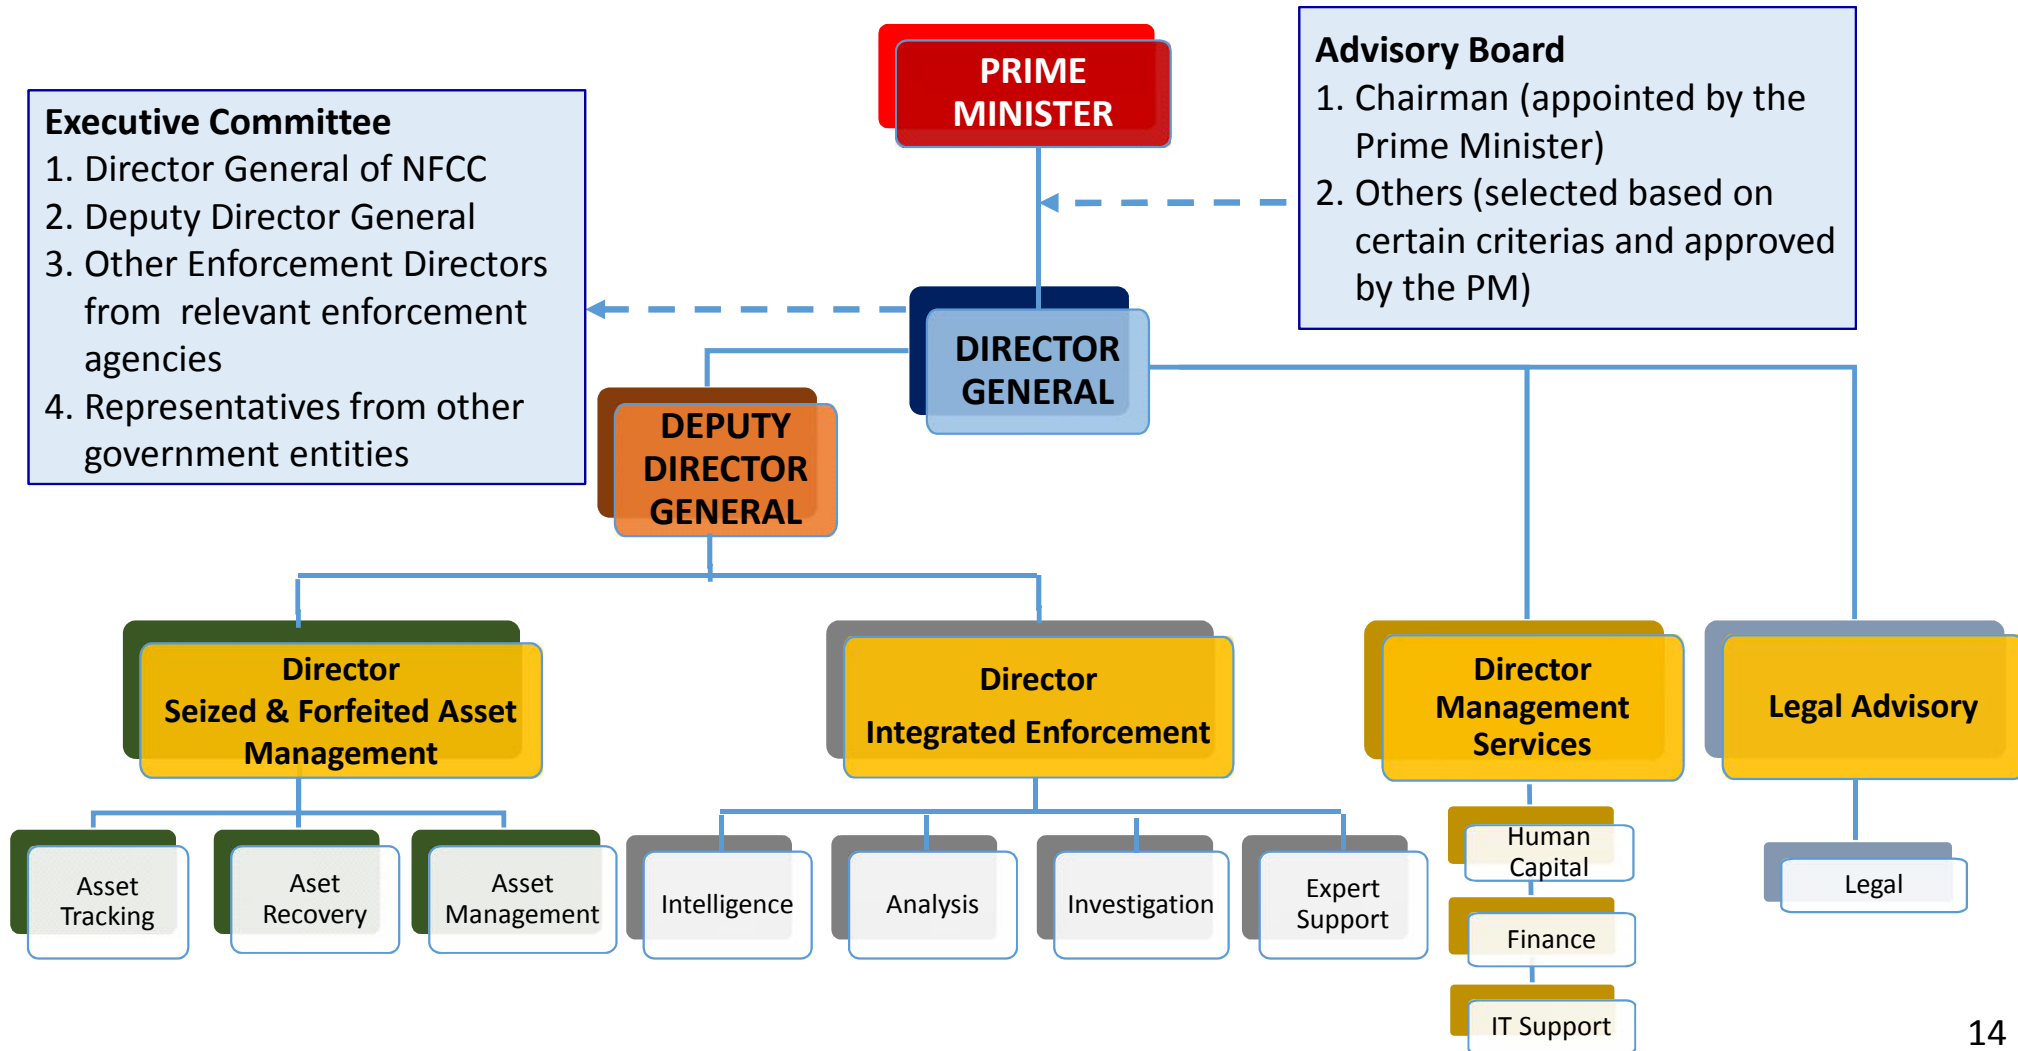 PRIME
MINISTER
Advisory Board
1. Chairman (appointed by the
Prime Minister)
2. Others (selected based on
certain criterias and approved
by the PM)
Executive Committee
1. Director General of NFCC
2. Deputy Director General
3. Other Enforcement Directors
from  relevant enforcement
agencies
4. Representatives from other
government entities
DIRECTOR
GENERAL
DEPUTY
DIRECTOR
GENERAL
Director
Seized & Forfeited Asset
Management
Director
Integrated Enforcement
Director
Management
Services
Legal Advisory
Asset
Tracking
Aset
Recovery
Asset
Management
Intelligence
Analysis
Investigation
Expert
Support
Human
Capital
Finance
IT Support
Legal
14